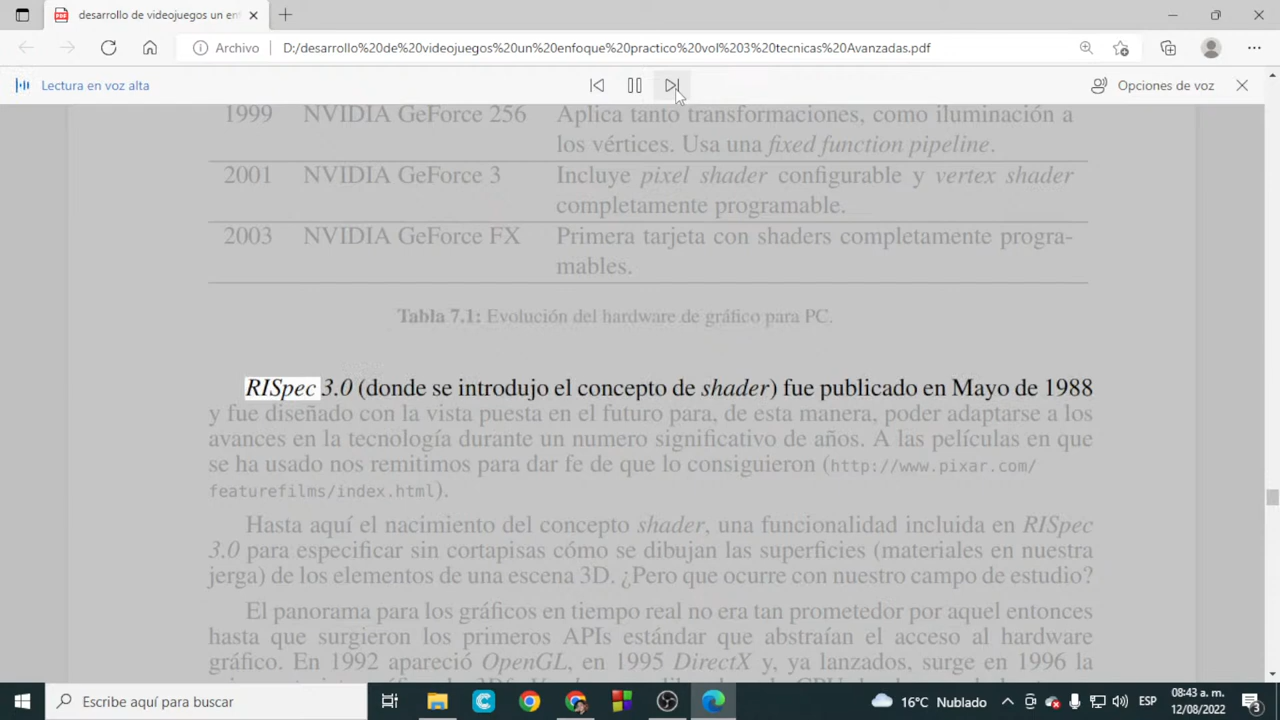 desarrollo de videojuegos un en
Archivo
D:/desarrollo%20de%20videojuegos%20un%20enfoque%20practico%20vol%203%20tecnicas%20Avanzadas.pdf
Lectura en voz alta
Opciones de voz
1999 NVIDIA GeForce 256 Aplica tanto transformaciones, como iluminación a
los vértices. Usa una fixed function pipeline.
2001 NVIDIA GeForce 3 Incluye pixel shader configurable y vertex shader
completamente programable.
2003 NVIDIA GeForce FX Primera tarjeta con shaders completamente progra-
mables.
Tabla 7.1: Evolución del hardware de gráfico para PC.
RISpec 3.0 (donde se introdujo el concepto de shader) fue publicado en Mayo de 1988
y fue diseñado con la vista puesta en el futuro para, de esta manera, poder adaptarse a los
avances en la tecnología durante un numero significativo de años. A las películas en que
se ha usado nos remitimos para dar fe de que lo consiguieron (http://www.pixar.com/
featurefilms/index.html).
Hasta aquí el nacimiento del concepto shader, una funcionalidad incluida en RISpec
3.0 para especificar sin cortapisas cómo se dibujan las superficies (materiales en nuestra
jerga) de los elementos de una escena 3D. ¿Pero que ocurre con nuestro campo de estudio?
El panorama para los gráficos en tiempo real no era tan prometedor por aquel entonces
hasta que surgieron los primeros APIs estándar que abstraían el acceso al hardware
gráfico. En 1992 apareció OpenGL, en 1995 DirectX y, ya lanzados, surge en 1996 la
Escribe aquí para buscar
16°C Nublado
ESP
08:43 a. m.
12/08/2022
3